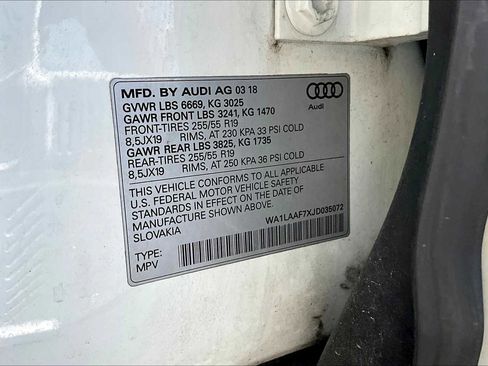 MFD. BY AUDI AG 03 18
GVWR LBS 6669, KG 3025
GAWR FRONT LBS 3241, KG 1470
FRONT-TIRES 255/55 R19
8,5JX19 RIMS, AT 230 KPA 33 PSI COLD
GAWR REAR LBS 3825, KG 1735
REAR-TIRES 255/55 R19
8,5JX19 RIMS, AT 250 KPA 36 PSI COLD
THIS VEHICLE CONFORMS TO ALL APPLICABLE
U.S. FEDERAL MOTOR VEHICLE SAFETY
STANDARDS IN EFFECT ON THE DATE OF
MANUFACTURE SHOWN ABOVE.
SLOVAKIA
WA1LAAF7XJD035072
TYPE:
MPV
Audi